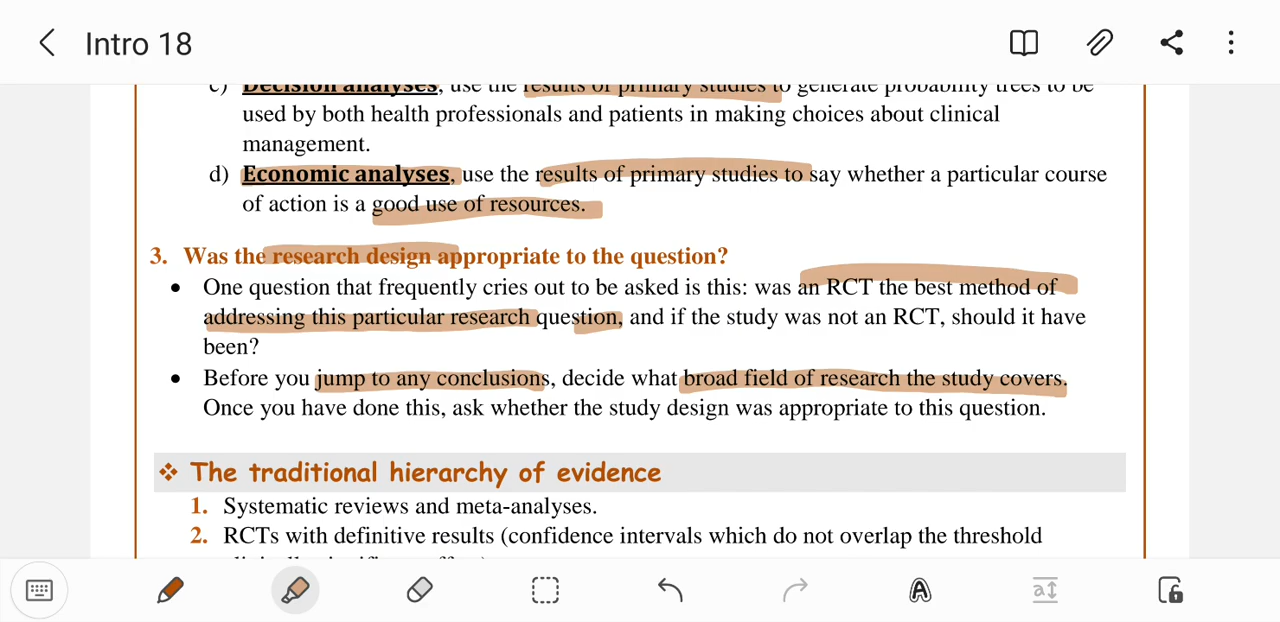 Intro 18
c) Decision analyses, use the results of primary studies to generate probability trees to be
used by both health professionals and patients in making choices about clinical
management.
d) Economic analyses, use the results of primary studies to say whether a particular course
of action is a good use of resources.
3. Was the research design appropriate to the question?
• One question that frequently cries out to be asked is this: was an RCT the best method of
addressing this particular research question, and if the study was not an RCT, should it have
been?
• Before you jump to any conclusions, decide what broad field of research the study covers.
Once you have done this, ask whether the study design was appropriate to this question.
❖ The traditional hierarchy of evidence
1. Systematic reviews and meta-analyses.
2. RCTs with definitive results (confidence intervals which do not overlap the threshold